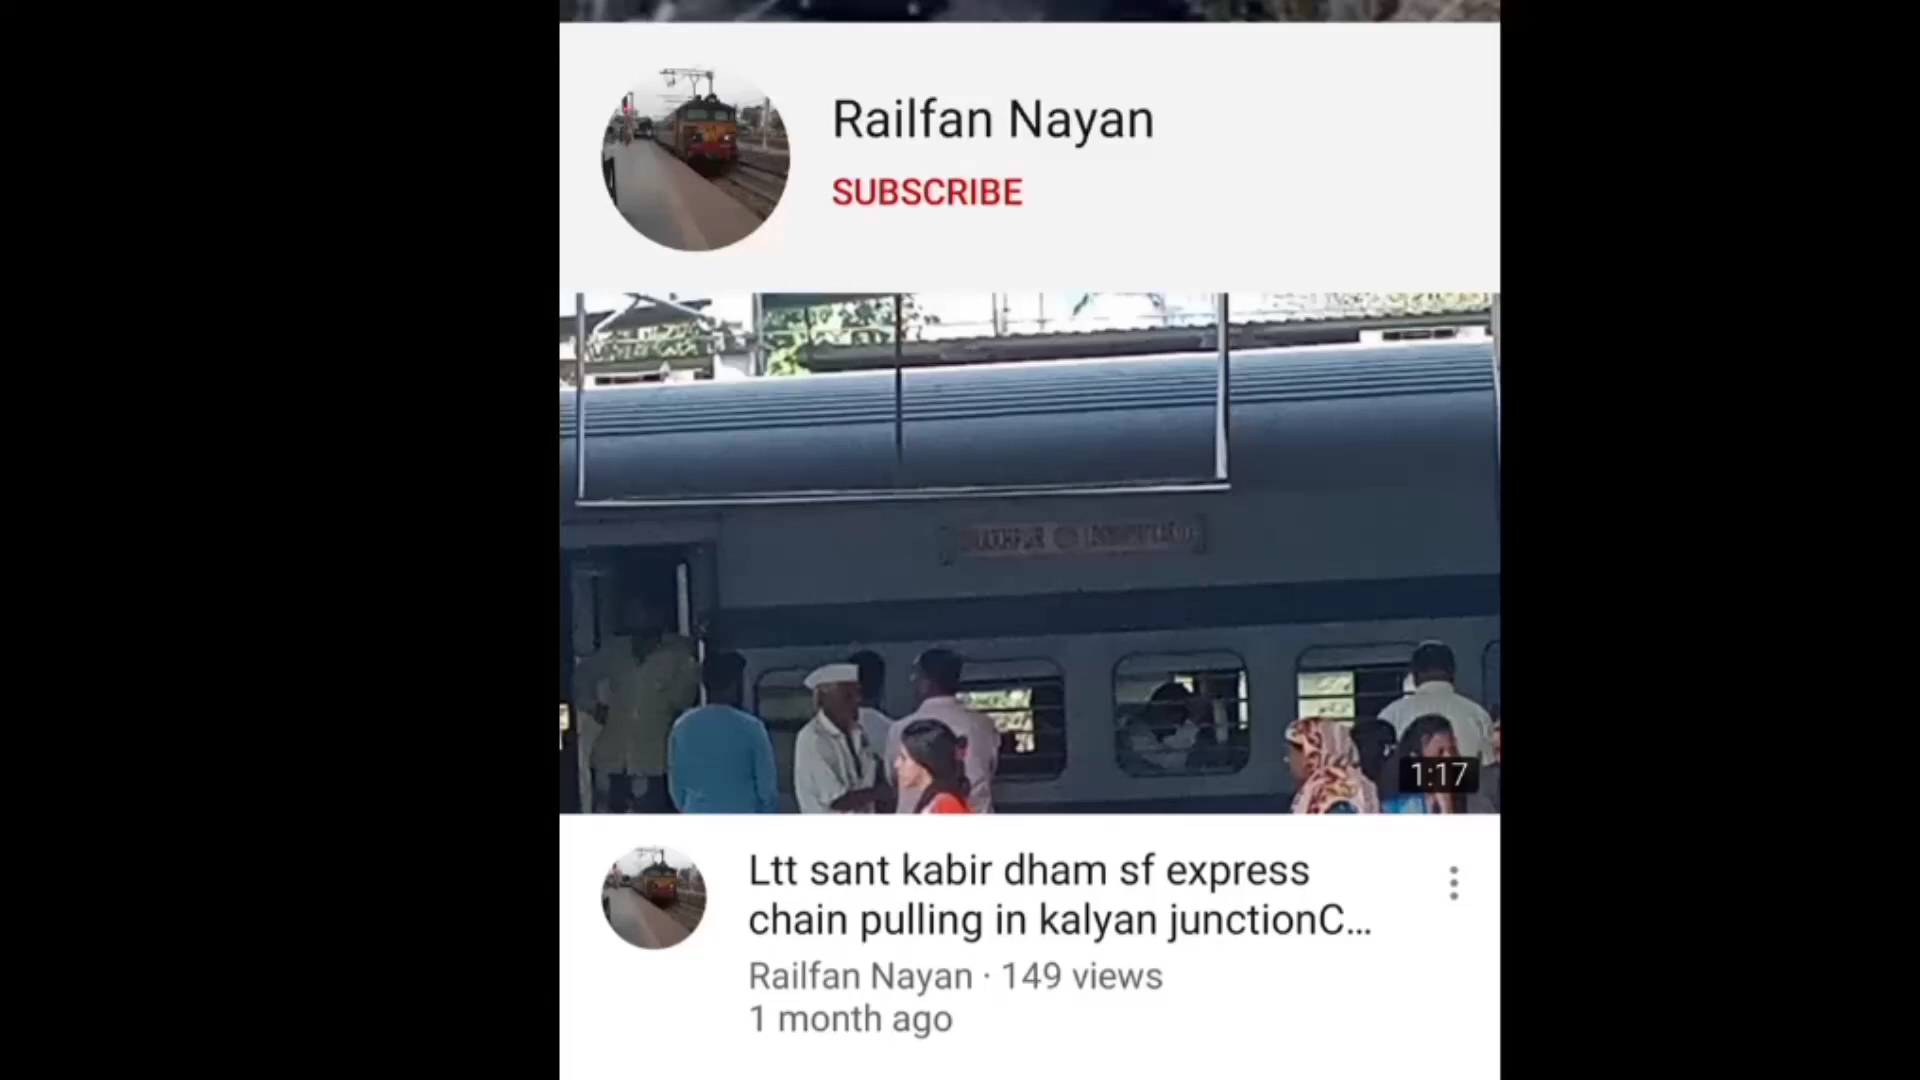 Railfan Nayan
SUBSCRIBE
1:17
Ltt sant kabir dham sf express
chain pulling in kalyan junctionC...
Railfan Nayan · 149 views
1 month ago